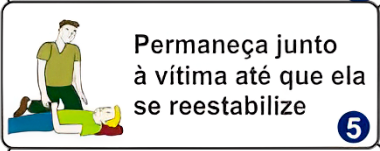 Permaneça junto
à vítima até que ela
se reestabilize
5